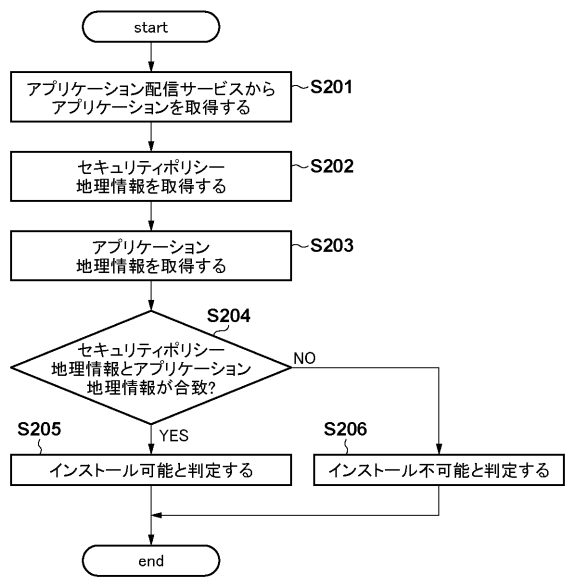 start
アプリケーション配信サービスから
アプリケーションを取得する
S201
セキュリティポリシー
地理情報を取得する
S202
アプリケーション
地理情報を取得する
S203
S204
セキュリティポリシー
地理情報とアプリケーション
地理情報が合致?
NO
YES
S205
インストール可能と判定する
S206
インストール不可能と判定する
end